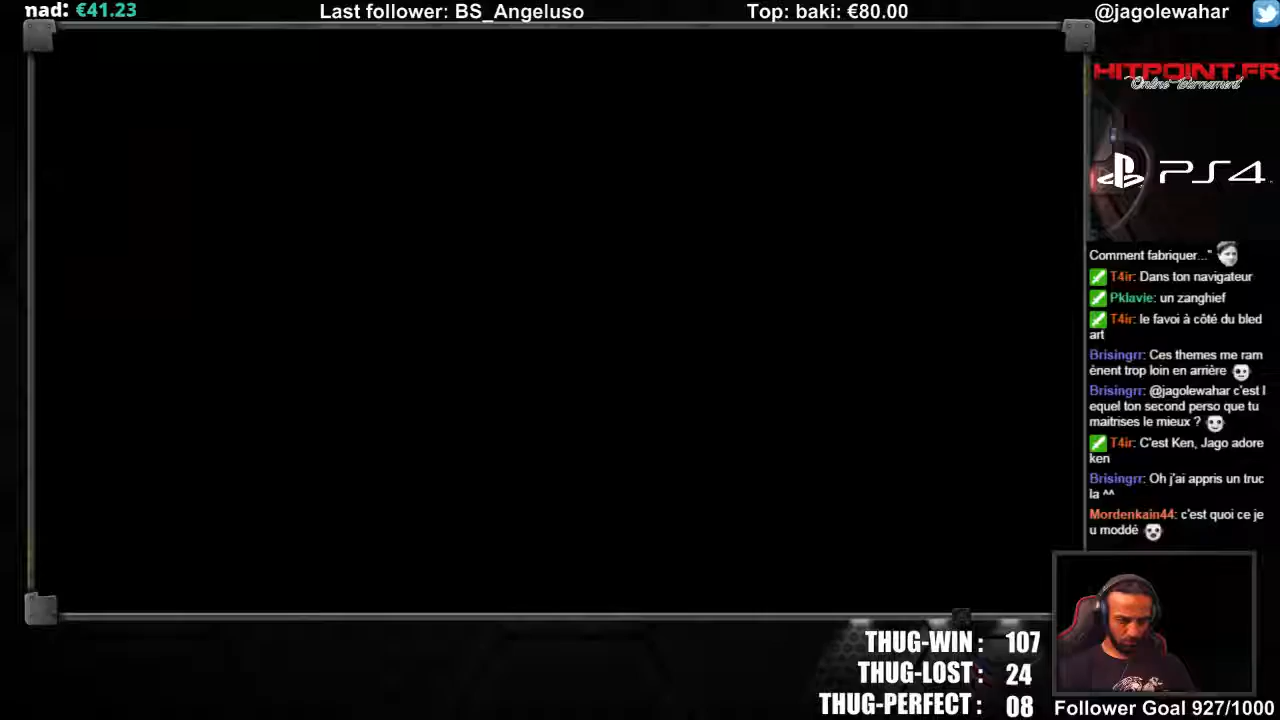 nad: €41.23
Last follower: BS_Angeluso
Top: baki: €80.00
@jagolewahar
HITPOINT.FR
Online Tournament
PS4
Comment fabriquer..."
T4ir: Dans ton navigateur
Pklavie: un zanghief
T4ir: le favoi à côté du bled
art
Brisingrr: Ces themes me ram
ènent trop loin en arrière
Brisingrr: @jagolewahar c'est l
equel ton second perso que tu
maitrises le mieux ?
T4ir: C'est Ken, Jago adore
ken
Brisingrr: Oh j'ai appris un truc
la ^^
Mordenkain44: c'est quoi ce je
u moddé
THUG-WIN : 107
THUG-LOST : 24
THUG-PERFECT : 08
Follower Goal 927/1000